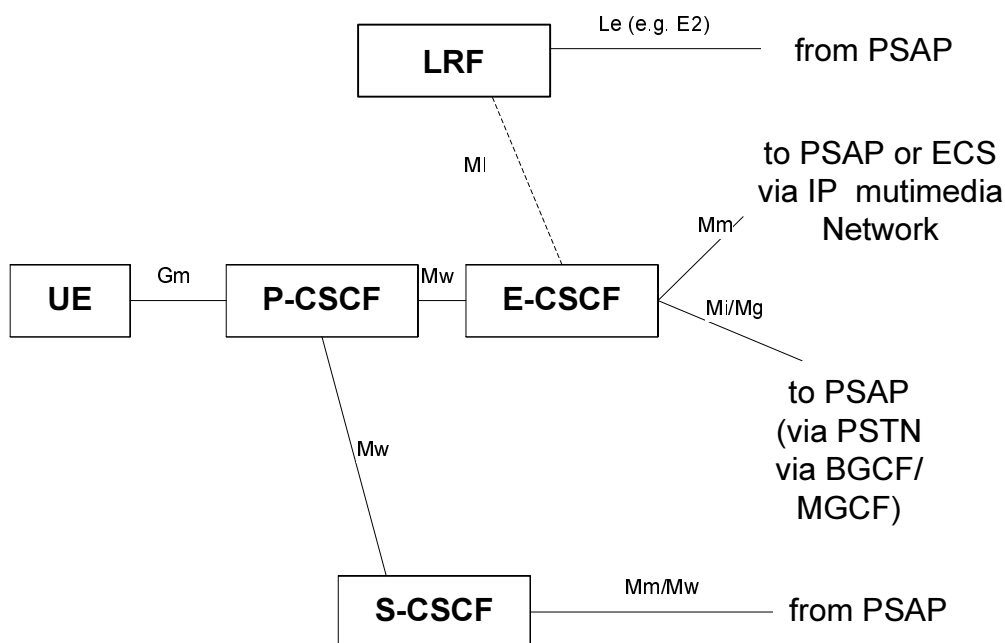 Le (e.g. E2)
LRF
from PSAP
Ml
to PSAP or ECS
via IP mutimedia
Network
Mm
UE
Gm
P-CSCF
Mw
E-CSCF
Mi/Mg
to PSAP
(via PSTN
via BGCF/
MGCF)
Mw
S-CSCF
Mm/Mw
from PSAP